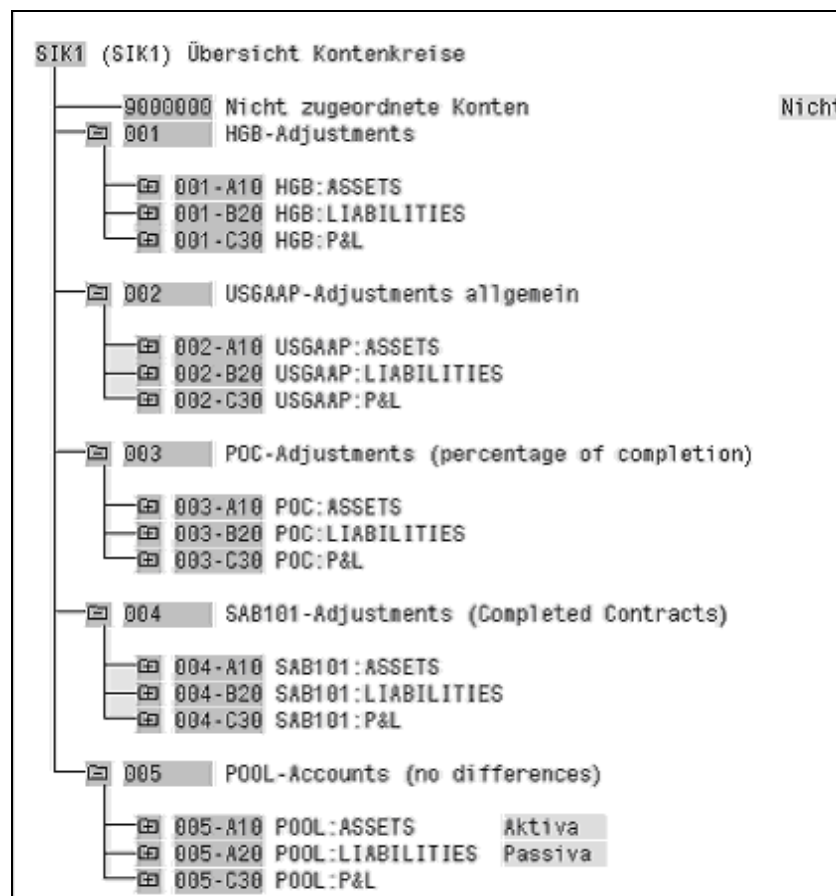 SIK1 (SIK1) Übersicht Kontenkreise
9000000 Nicht zugeordnete Konten Nicht
001 HGB-Adjustments
001-A10 HGB:ASSETS
001-B20 HGB:LIABILITIES
001-C30 HGB:P&L
002 USGAAP-Adjustments allgemein
002-A10 USGAAP:ASSETS
002-B20 USGAAP:LIABILITIES
002-C30 USGAAP:P&L
003 POC-Adjustments (percentage of completion)
003-A10 POC:ASSETS
003-B20 POC:LIABILITIES
003-C30 POC:P&L
004 SAB101-Adjustments (Completed Contracts)
004-A10 SAB101:ASSETS
004-B20 SAB101:LIABILITIES
004-C30 SAB101:P&L
005 POOL-Accounts (no differences)
005-A10 POOL:ASSETS Aktiva
005-A20 POOL:LIABILITIES Passiva
005-C30 POOL:P&L